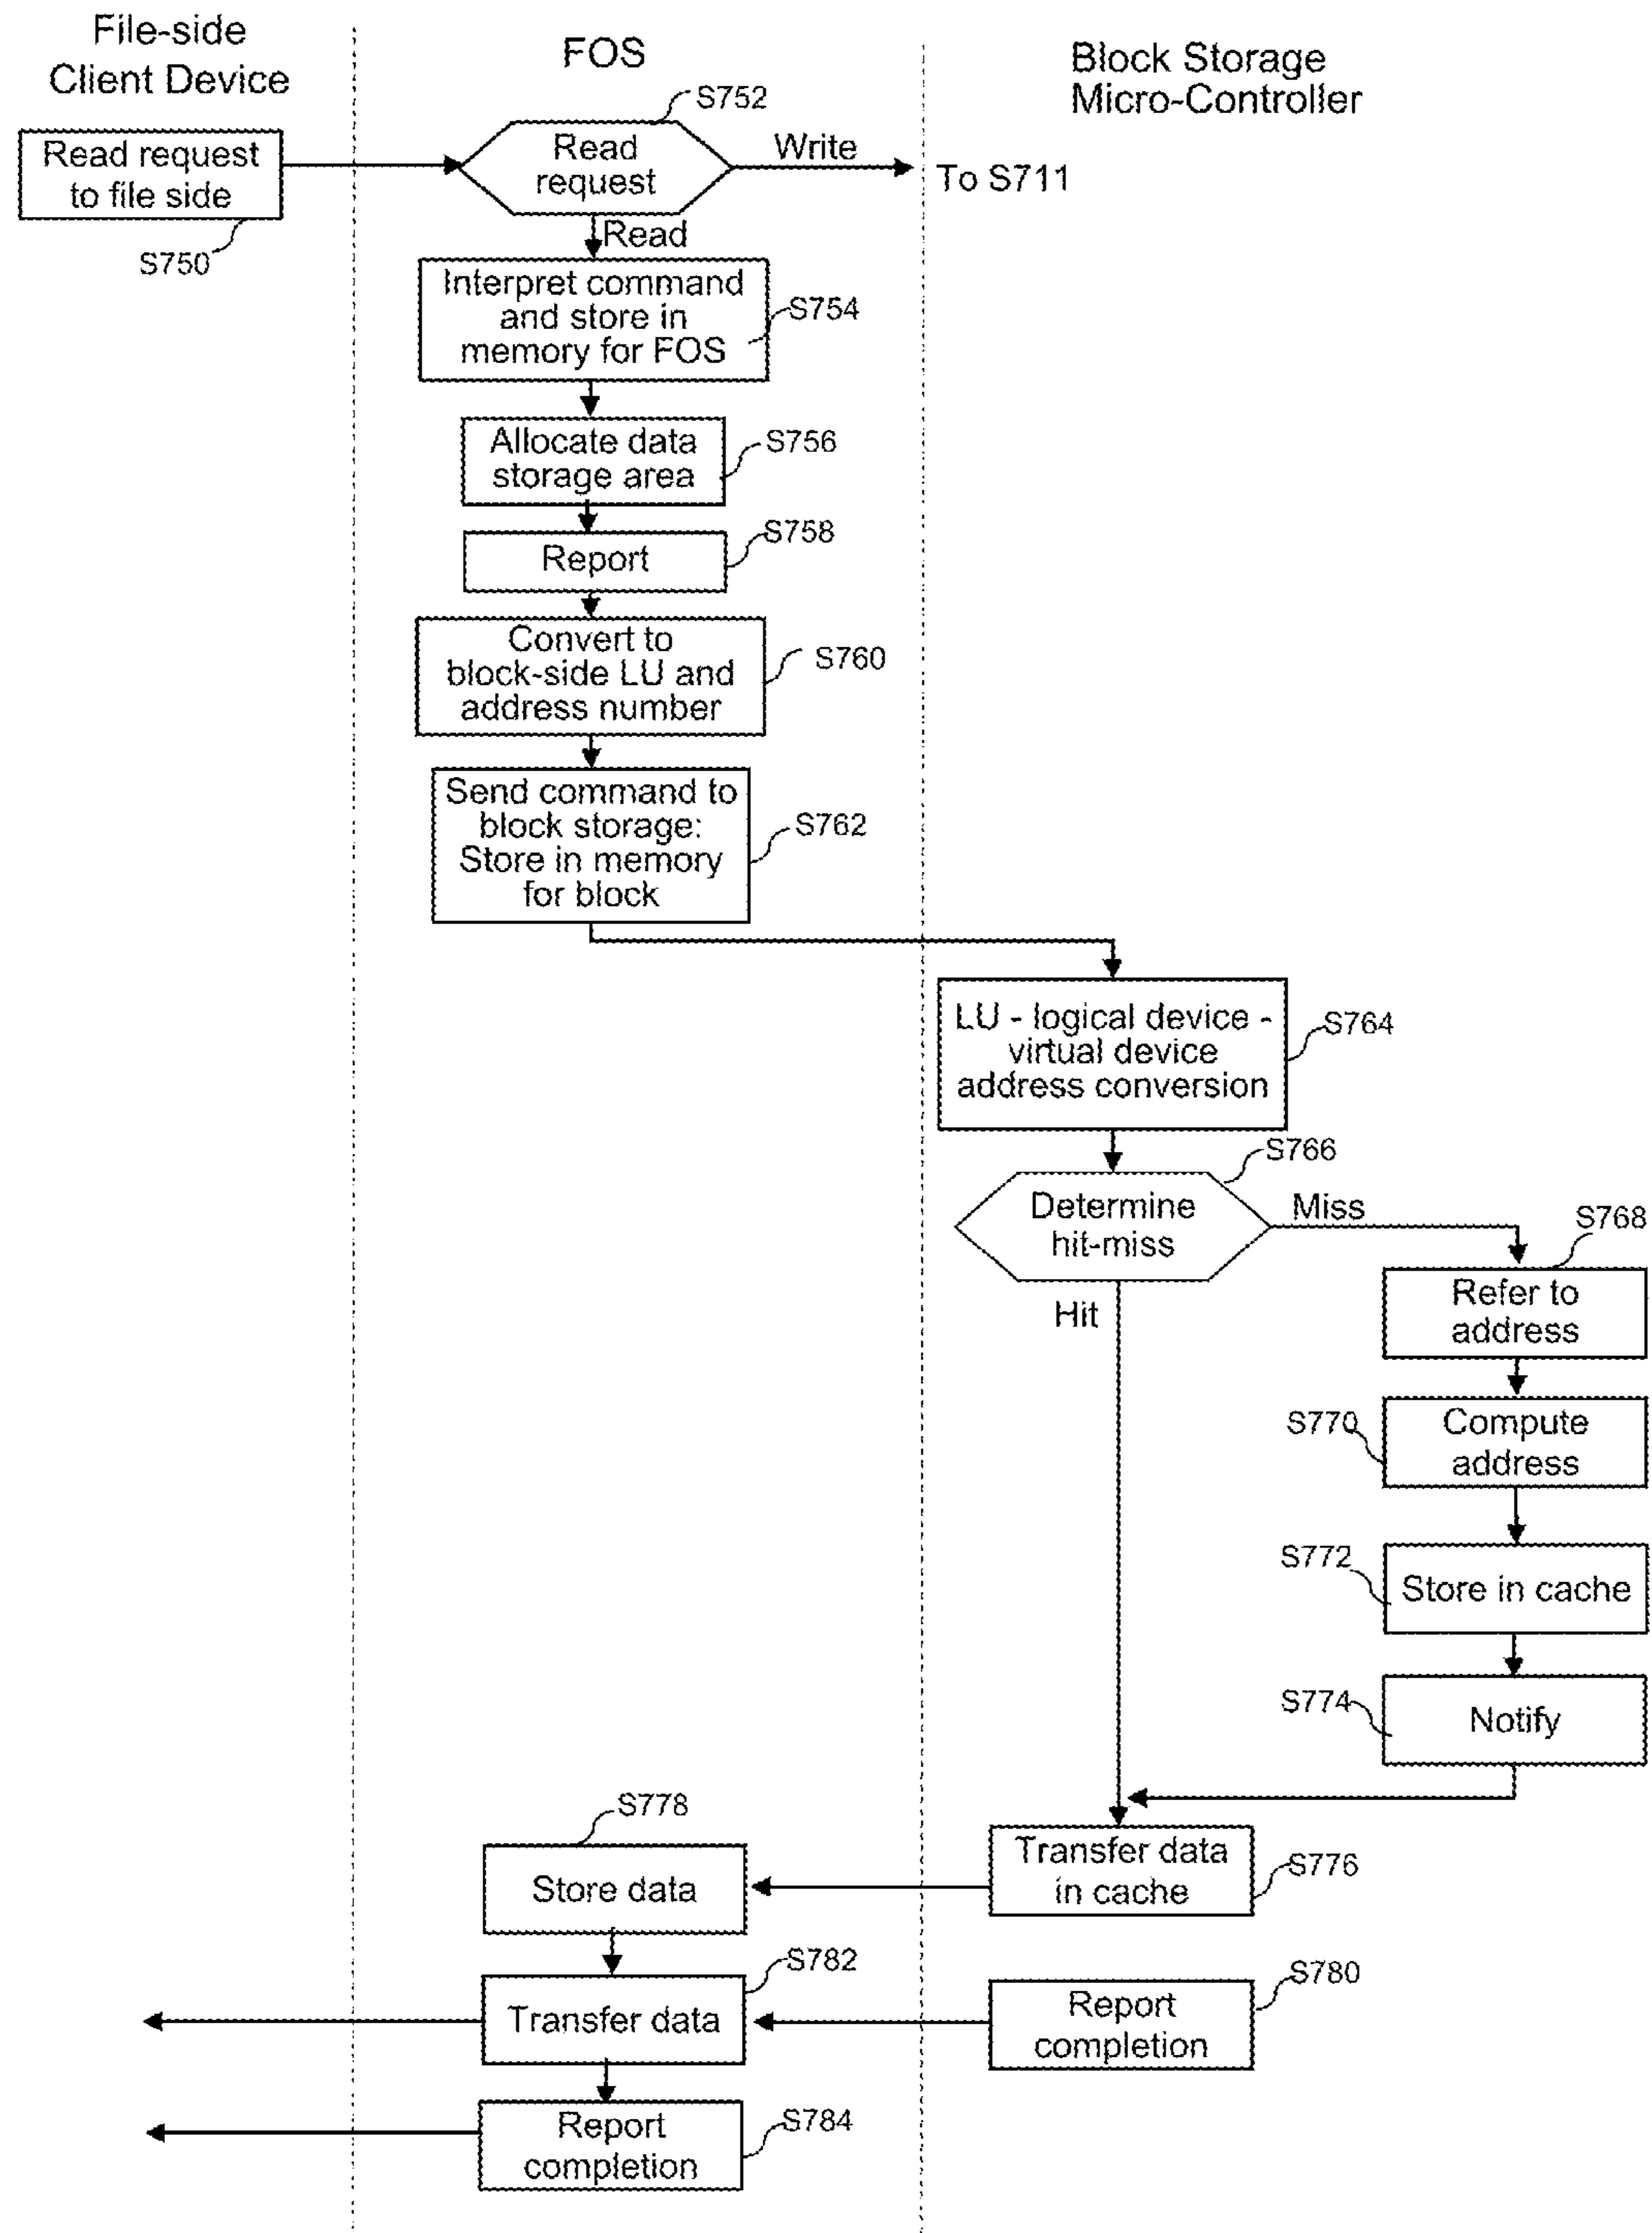 File-side
Client Device
FOS
Block Storage
Micro-Controller
S752
Read request
to file side
S750
Read
request
Write
To S711
Read
Interpret command
and store in
memory for FOS
S754
Allocate data
storage area
S756
Report
S758
Convert to
block-side LU and
address number
S760
Send command to
block storage:
Store in memory
for block
S762
LU - logical device -
virtual device
address conversion
S764
S766
Determine
hit-miss
Miss
Hit
S768
Refer to
address
S770
Compute
address
S772
Store in cache
S774
Notify
S778
Store data
Transfer data
in cache
S776
S782
Transfer data
S780
Report
completion
Report
completion
S784